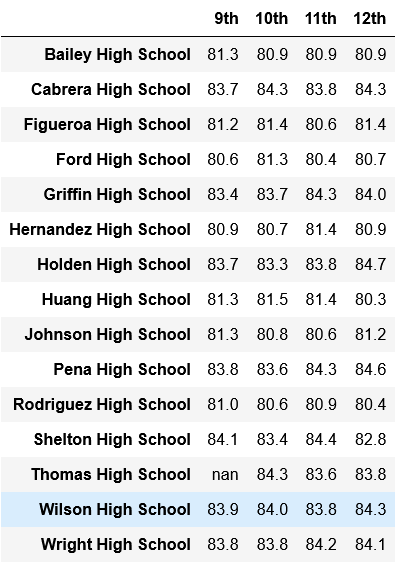 9th 10th 11th 12th
Bailey High School 81.3 80.9 80.9 80.9
Cabrera High School 83.7 84.3 83.8 84.3
Figueroa High School 81.2 81.4 80.6 81.4
Ford High School 80.6 81.3 80.4 80.7
Griffin High School 83.4 83.7 84.3 84.0
Hernandez High School 80.9 80.7 81.4 80.9
Holden High School 83.7 83.3 83.8 84.7
Huang High School 81.3 81.5 81.4 80.3
Johnson High School 81.3 80.8 80.6 81.2
Pena High School 83.8 83.6 84.3 84.6
Rodriguez High School 81.0 80.6 80.9 80.4
Shelton High School 84.1 83.4 84.4 82.8
Thomas High School nan 84.3 83.6 83.8
Wilson High School 83.9 84.0 83.8 84.3
Wright High School 83.8 83.8 84.2 84.1